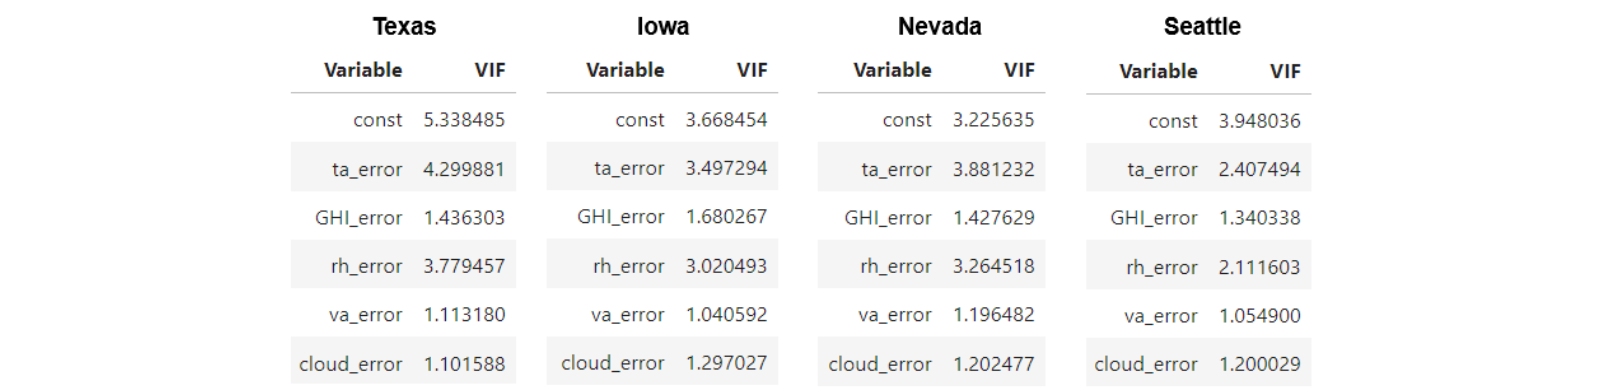 Texas Iowa Nevada Seattle
Variable VIF Variable VIF Variable VIF Variable VIF
const 5.338485 const 3.668454 const 3.225635 const 3.948036
ta_error 4.299881 ta_error 3.497294 ta_error 3.881232 ta_error 2.407494
GHI_error 1.436303 GHI_error 1.680267 GHI_error 1.427629 GHI_error 1.340338
rh_error 3.779457 rh_error 3.020493 rh_error 3.264518 rh_error 2.111603
va_error 1.113180 va_error 1.040592 va_error 1.196482 va_error 1.054900
cloud_error 1.101588 cloud_error 1.297027 cloud_error 1.202477 cloud_error 1.200029